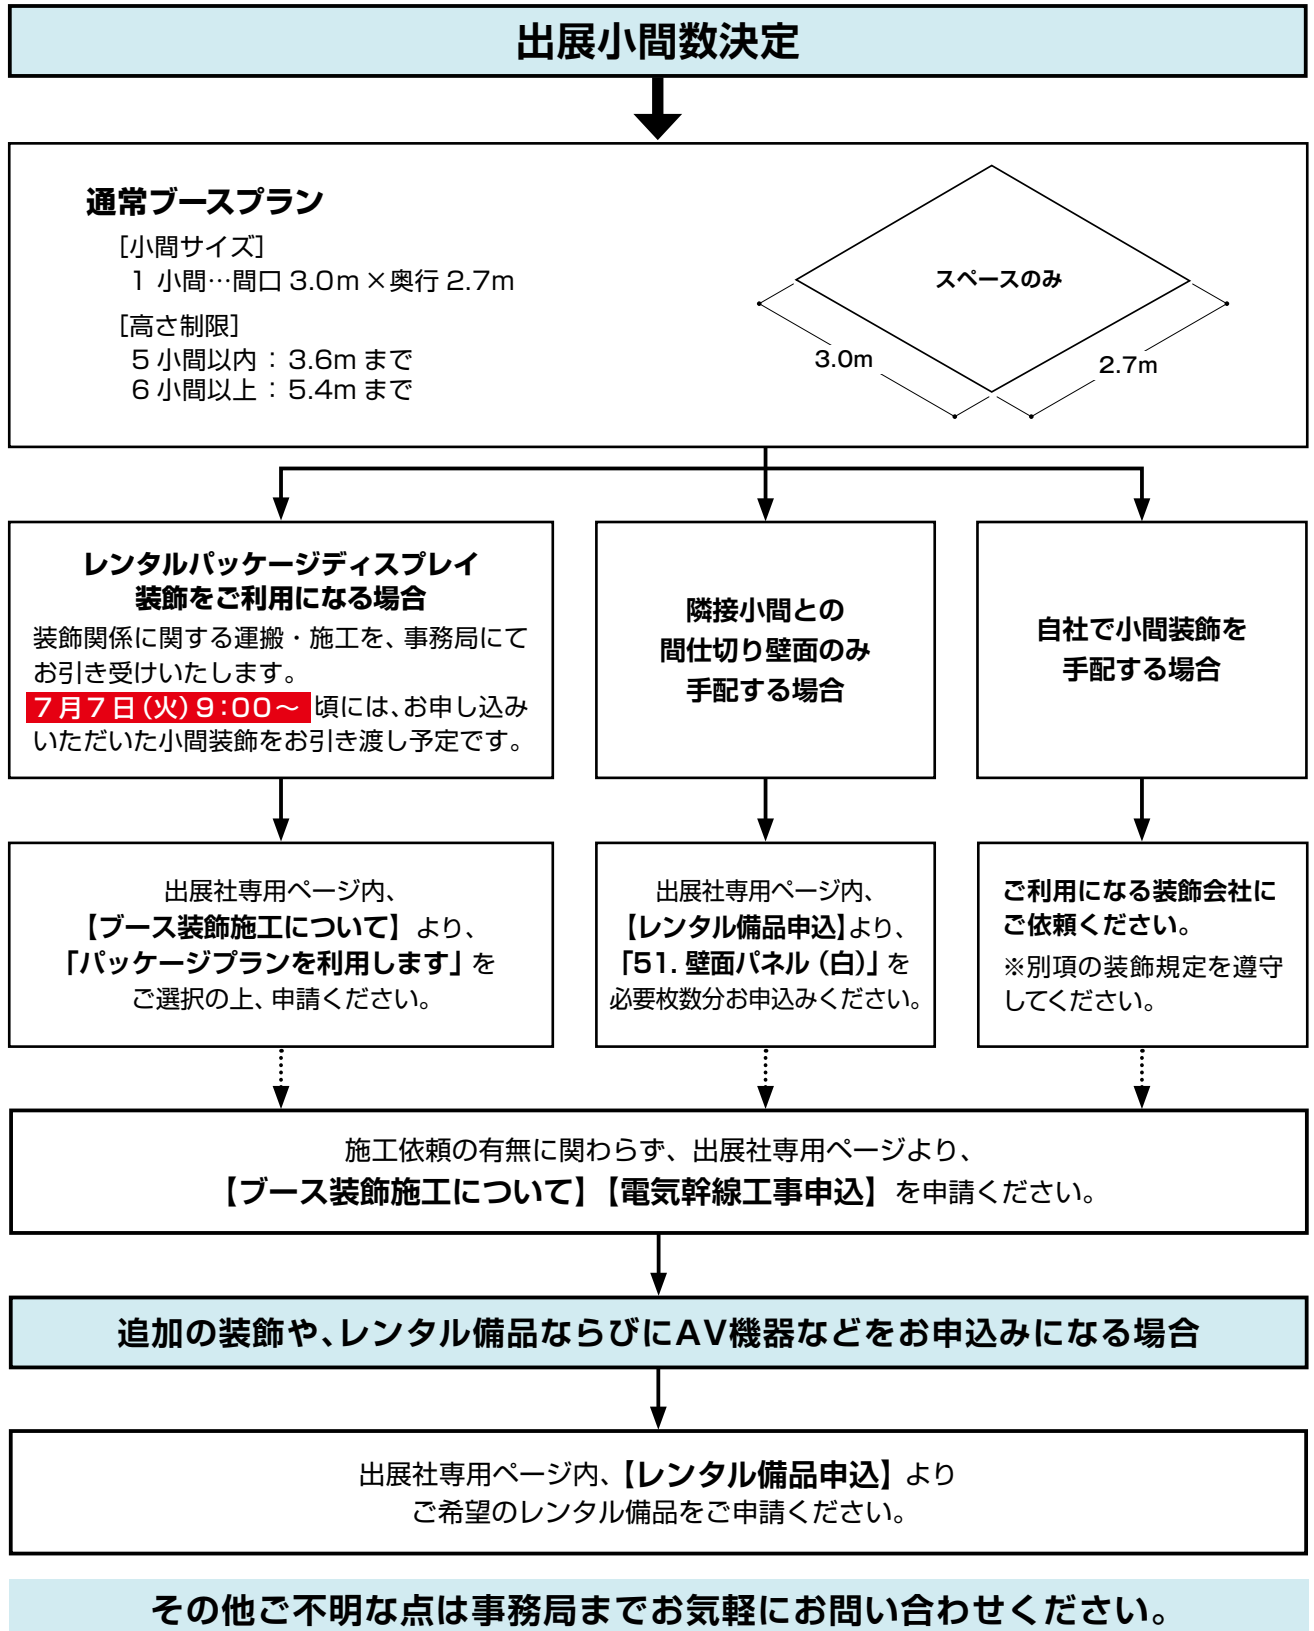 出展小間数決定
通常ブースプラン
[小間サイズ]
1 小間…間口 3.0m×奥行 2.7m
[高さ制限]
5 小間以内：3.6m まで
6 小間以上：5.4m まで
スペースのみ
3.0m
2.7m
レンタルパッケージディスプレイ
装飾をご利用になる場合
装飾関係に関する運搬・施工を、事務局にて
お引き受けいたします。
7月7日(火)9:00～ 頃には、お申し込み
いただいた小間装飾をお引き渡し予定です。
隣接小間との
間仕切り壁面のみ
手配する場合
自社で小間装飾を
手配する場合
出展社専用ページ内、
【ブース装飾施工について】より、
「パッケージプランを利用します」を
ご選択の上、申請ください。
出展社専用ページ内、
【レンタル備品申込】より、
「51. 壁面パネル(白)」を
必要枚数分お申込みください。
ご利用になる装飾会社に
ご依頼ください。
※別項の装飾規定を遵守
してください。
施工依頼の有無に関わらず、出展社専用ページより、
【ブース装飾施工について】【電気幹線工事申込】を申請ください。
追加の装飾や、レンタル備品ならびにAV機器などをお申込みになる場合
出展社専用ページ内、【レンタル備品申込】より
ご希望のレンタル備品をご申請ください。
その他ご不明な点は事務局までお気軽にお問い合わせください。